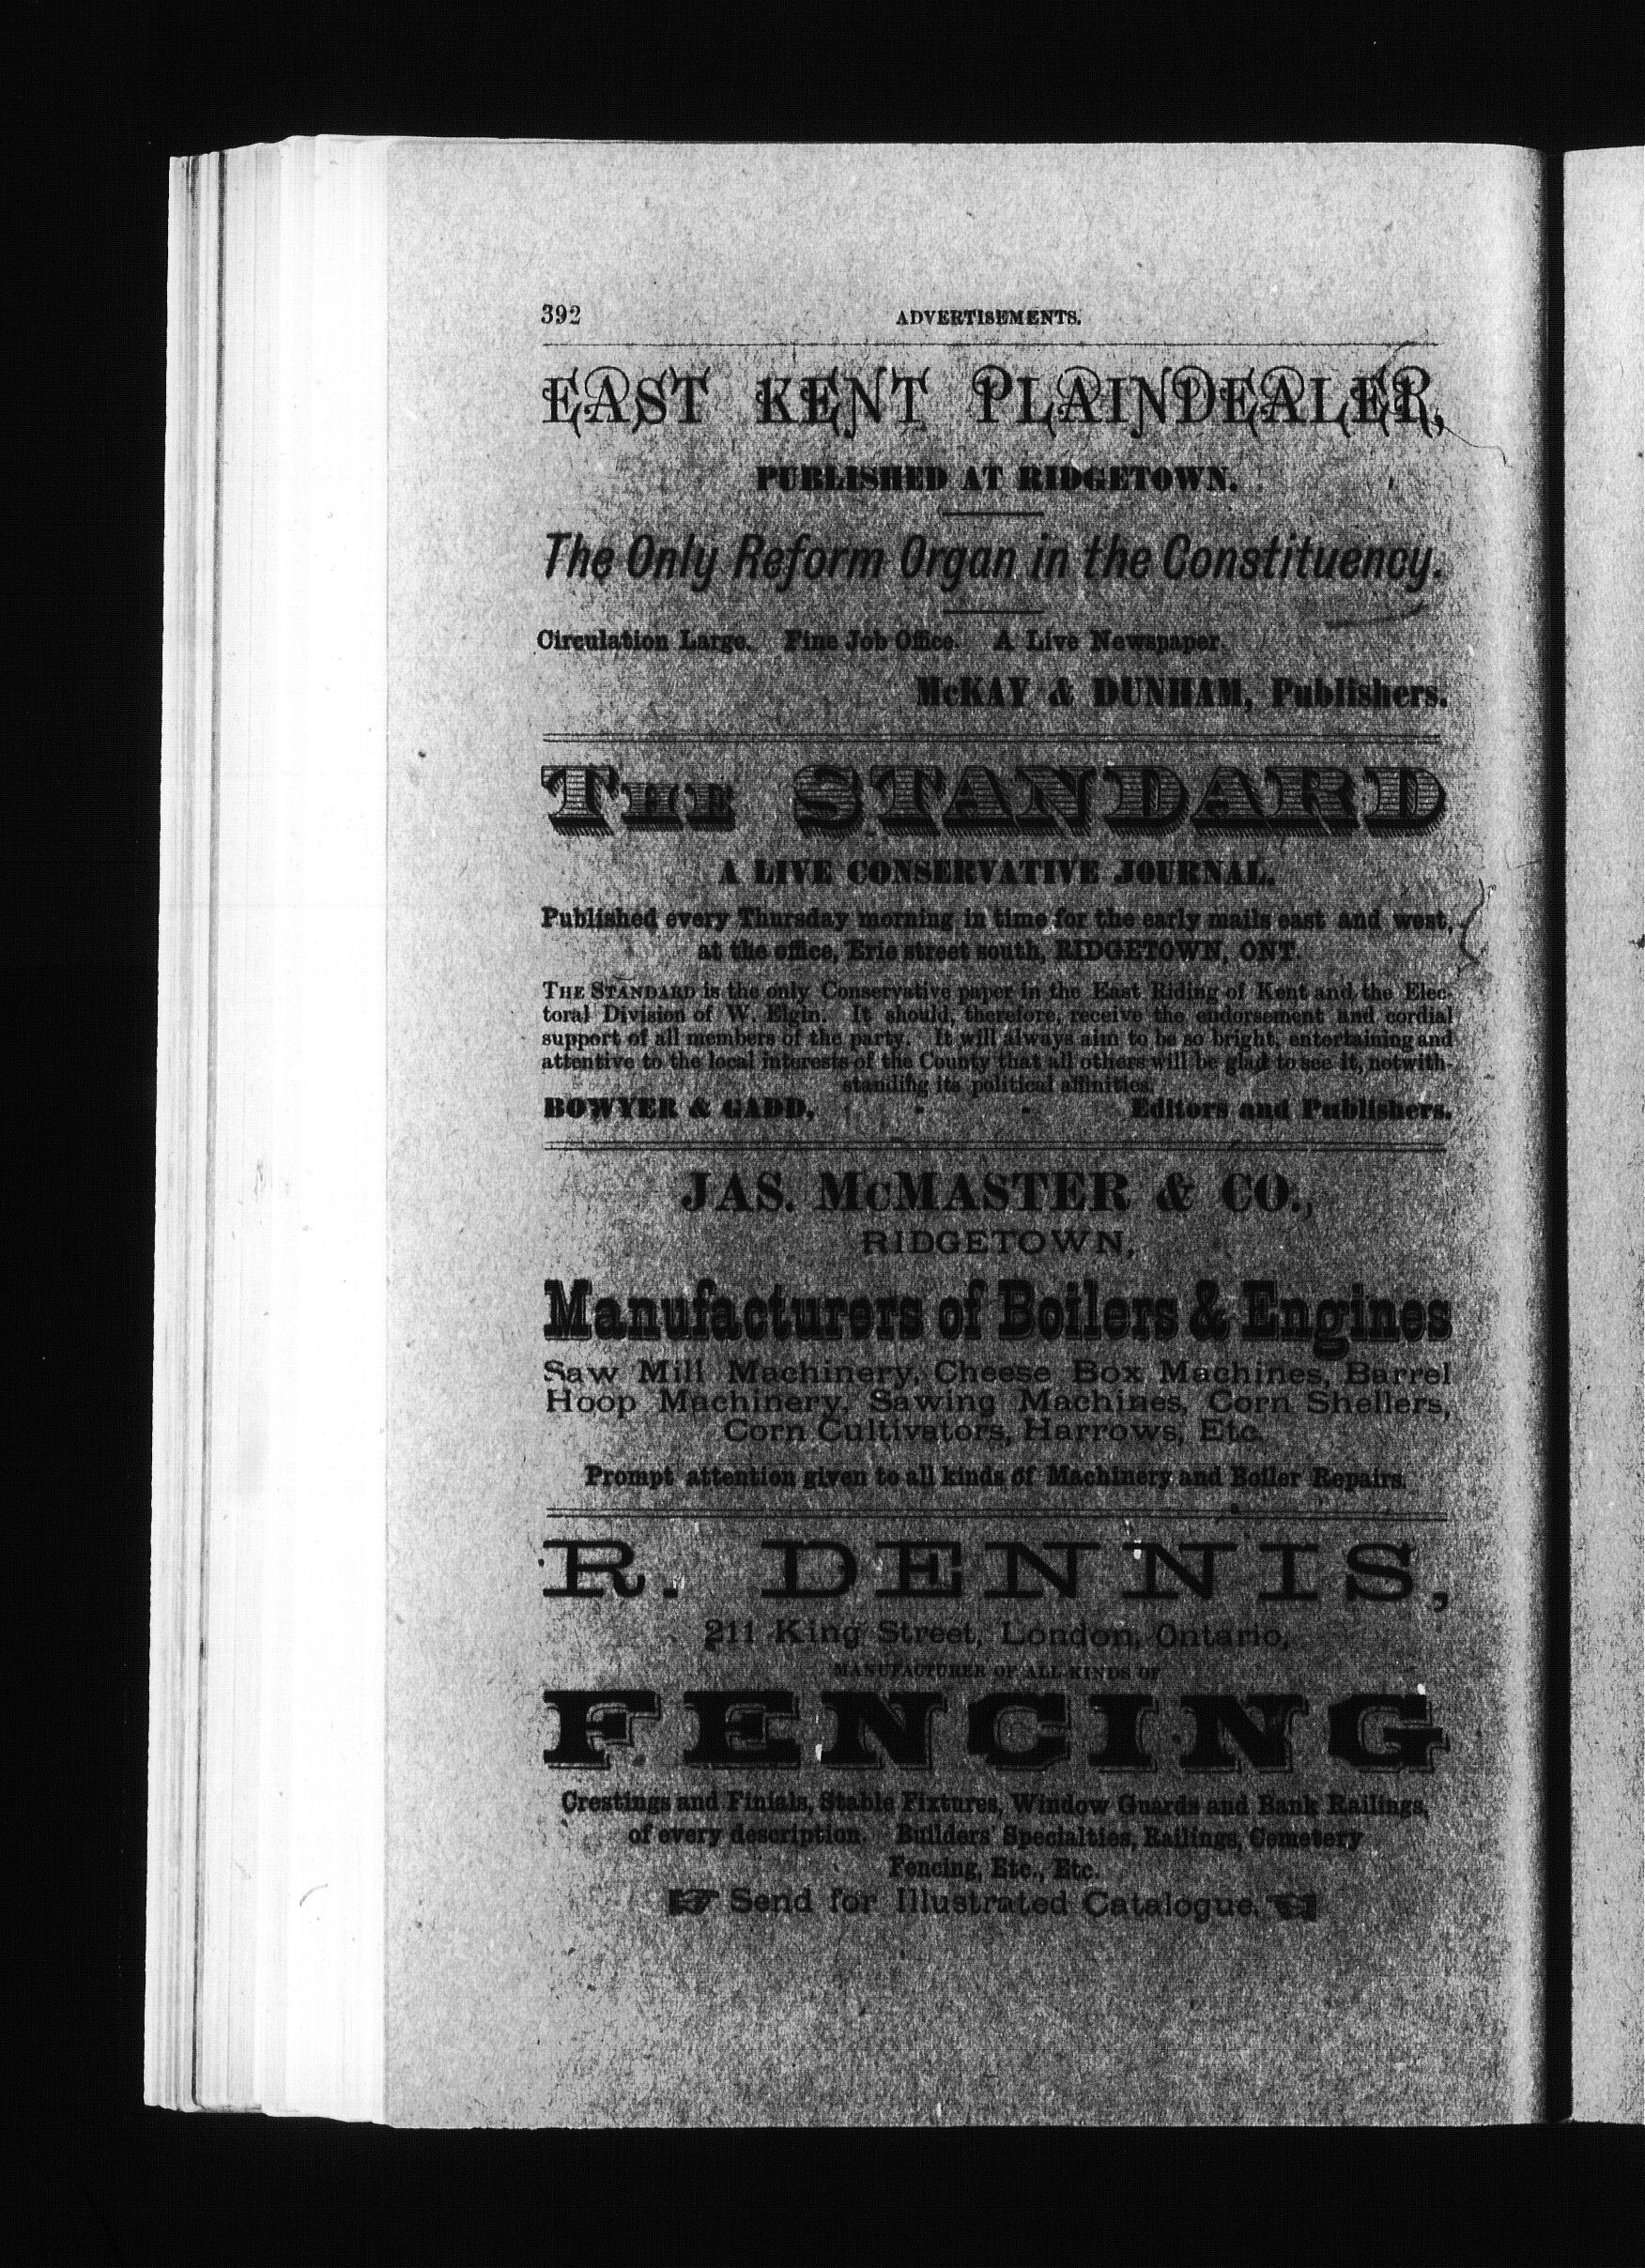 392
ADVERTISEMENTS.
EAST KENT PLAINDEALER,
PUBLISHED AT RIDGETOWN.
The Only Reform Organ in the Constituency.
Circulation Large. Fine Job Office. A Live Newspaper.
McKAY & DUNHAM, Publishers.
THE STANDARD
A LIVE CONSERVATIVE JOURNAL.
Published every Thursday morning in time for the early mails east and west,
at the office, Erie street south, RIDGETOWN, ONT.
THE STANDARD is the only Conservative paper in the East Riding of Kent and the Elec-
toral Division of W. Elgin. It should, therefore, receive the endorsement and cordial
support of all members of the party. It will always aim to be so bright, entertaining and
attentive to the local interests of the County that all others will be glad to see it, notwith-
standing its political affinities.
BOWYER & GADD, - - Editors and Publishers.
JAS. McMASTER & CO.,
RIDGETOWN,
Manufacturers of Boilers & Engines
Saw Mill Machinery, Cheese Box Machines, Barrel
Hoop Machinery, Sawing Machines, Corn Shellers,
Corn Cultivators, Harrows, Etc.
Prompt attention given to all kinds of Machinery and Boiler Repairs.
R. DENNIS,
211 King Street, London, Ontario,
MANUFACTURER OF ALL KINDS OF
FENCING
Crestings and Finials, Stable Fixtures, Window Guards and Bank Railings,
of every description. Builders' Specialties, Railings, Cemetery
Fencing, Etc., Etc.
☞ Send for Illustrated Catalogue. ☜